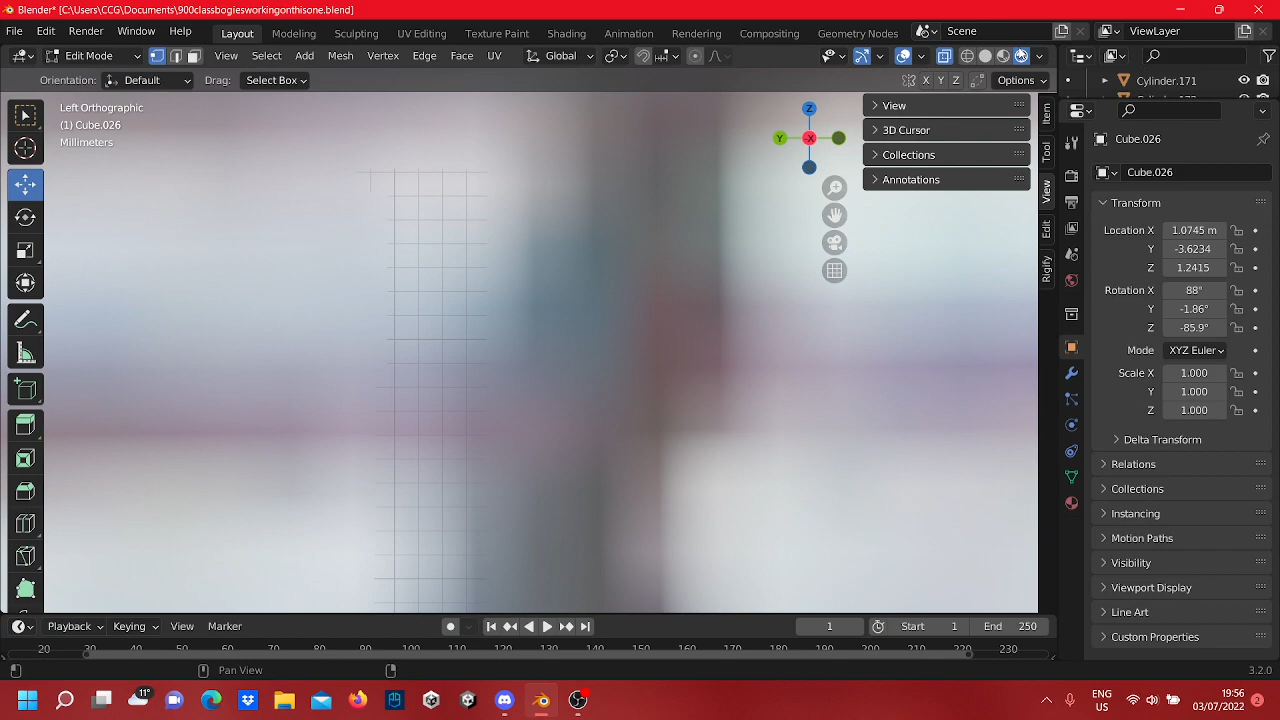 Blender* [C:\Users\CCG\Documents\900classbogiesworkingonthisone.blend]
File Edit Render Window Help Layout Modeling Sculpting UV Editing Texture Paint Shading Animation Rendering Compositing Geometry Nodes Scene ViewLayer
Edit Mode View Select Add Mesh Vertex Edge Face UV Global
Orientation: Default Drag: Select Box X Y Z Options
Cylinder.171
Left Orthographic
(1) Cube.026
Millimeters
Z
Y
-X
View
3D Cursor
Collections
Annotations
Item
Tool
View
Edit
Rigify
Cube.026
Cube.026
Transform
Location X 1.0745 m
Y -3.6234
Z 1.2415
Rotation X 88°
Y -1.86°
Z -85.9°
Mode XYZ Euler
Scale X 1.000
Y 1.000
Z 1.000
Delta Transform
Relations
Collections
Instancing
Motion Paths
Visibility
Viewport Display
Line Art
Custom Properties
Playback Keying View Marker 1 Start 1 End 250
20 80 90 100 110 120 130 140 150 160 170 180 190 200 210 230
Pan View 3.2.0
11° ENG US 19:56 03/07/2022 2